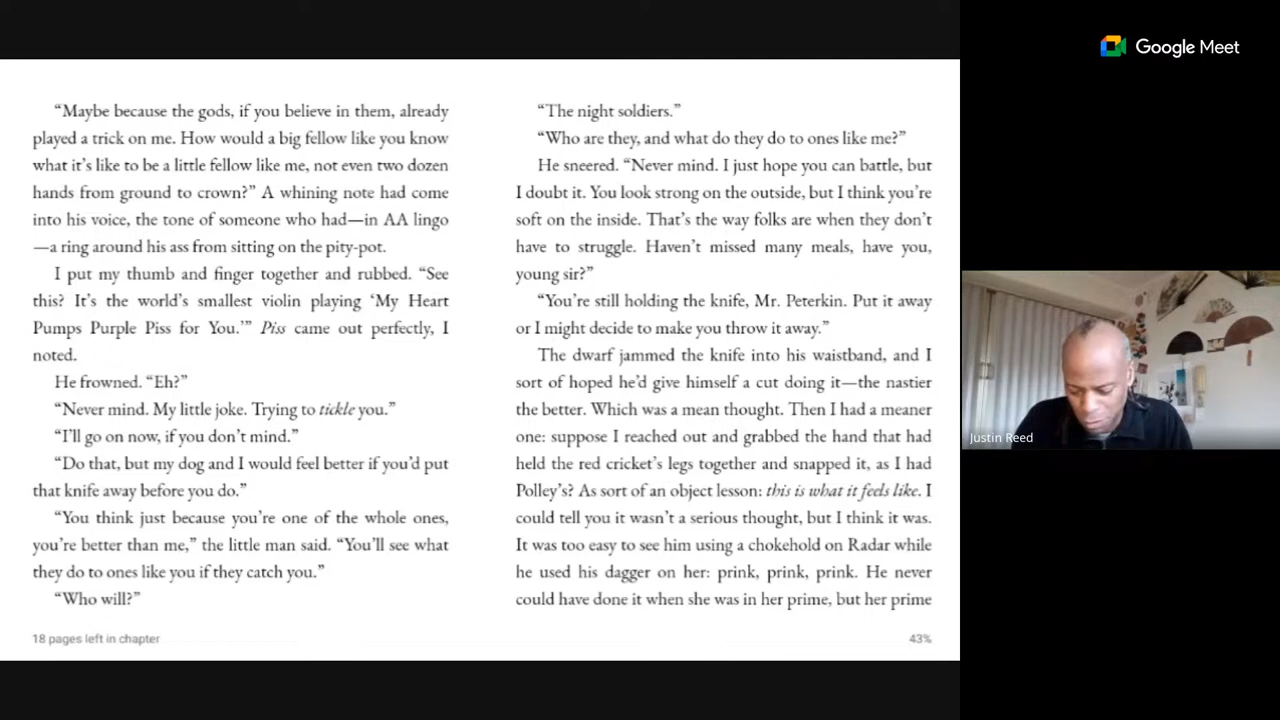 “Maybe because the gods, if you believe in them, already
played a trick on me. How would a big fellow like you know
what it’s like to be a little fellow like me, not even two dozen
hands from ground to crown?” A whining note had come
into his voice, the tone of someone who had—in AA lingo
—a ring around his ass from sitting on the pity-pot.
I put my thumb and finger together and rubbed. “See
this? It’s the world’s smallest violin playing ‘My Heart
Pumps Purple Piss for You.’” Piss came out perfectly, I
noted.
He frowned. “Eh?”
“Never mind. My little joke. Trying to tickle you.”
“I’ll go on now, if you don’t mind.”
“Do that, but my dog and I would feel better if you’d put
that knife away before you do.”
“You think just because you’re one of the whole ones,
you’re better than me,” the little man said. “You’ll see what
they do to ones like you if they catch you.”
“Who will?”
18 pages left in chapter
“The night soldiers.”
“Who are they, and what do they do to ones like me?”
He sneered. “Never mind. I just hope you can battle, but
I doubt it. You look strong on the outside, but I think you’re
soft on the inside. That’s the way folks are when they don’t
have to struggle. Haven’t missed many meals, have you,
young sir?”
“You’re still holding the knife, Mr. Peterkin. Put it away
or I might decide to make you throw it away.”
The dwarf jammed the knife into his waistband, and I
sort of hoped he’d give himself a cut doing it—the nastier
the better. Which was a mean thought. Then I had a meaner
one: suppose I reached out and grabbed the hand that had
held the red cricket’s legs together and snapped it, as I had
Polley’s? As sort of an object lesson: this is what it feels like. I
could tell you it wasn’t a serious thought, but I think it was.
It was too easy to see him using a chokehold on Radar while
he used his dagger on her: prink, prink, prink. He never
could have done it when she was in her prime, but her prime
43%
Google Meet
Justin Reed